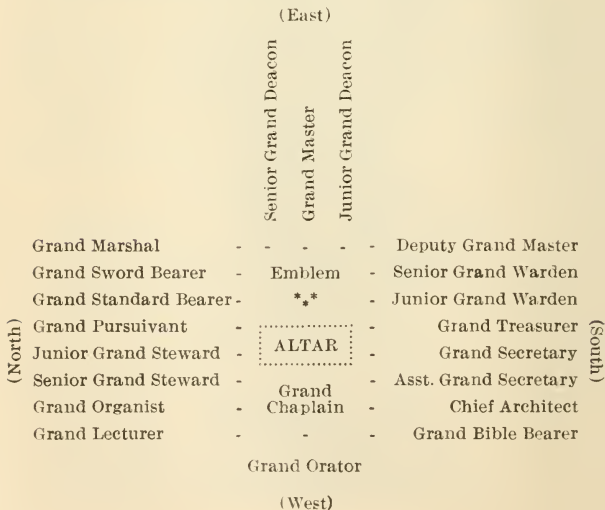 (East)
Senior Grand Deacon
Grand Master
Junior Grand Deacon
Grand Marshal - - - - - Deputy Grand Master
Grand Sword Bearer - Emblem - Senior Grand Warden
Grand Standard Bearer - *** - Junior Grand Warden
Grand Pursuivant - - Grand Treasurer
ALTAR
Junior Grand Steward - - Grand Secretary
Senior Grand Steward - - Asst. Grand Secretary
Grand
Grand Organist - Chaplain - Chief Architect
Grand Lecturer - - - Grand Bible Bearer
(North)
(South)
Grand Orator
(West)